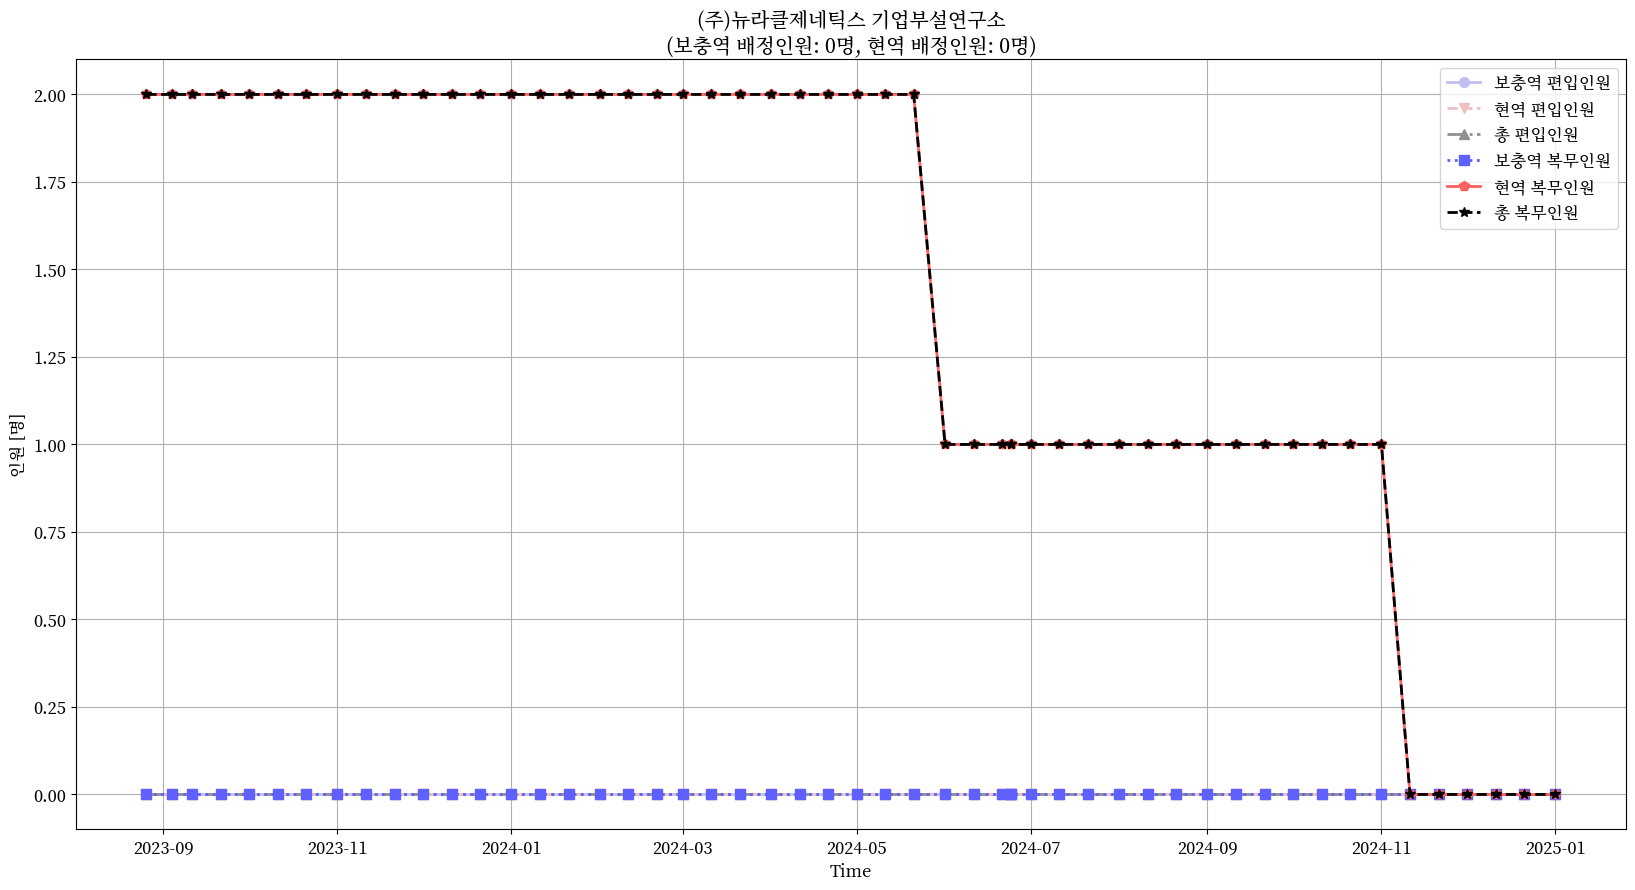 (주)뉴라클제네틱스 기업부설연구소
(보충역 배정인원: 0명, 현역 배정인원: 0명)
보충역 편입인원
현역 편입인원
총 편입인원
보충역 복무인원
현역 복무인원
총 복무인원
인원 [명]
2.00
1.75
1.50
1.25
1.00
0.75
0.50
0.25
0.00
2023-09 2023-11 2024-01 2024-03 2024-05 2024-07 2024-09 2024-11 2025-01
Time